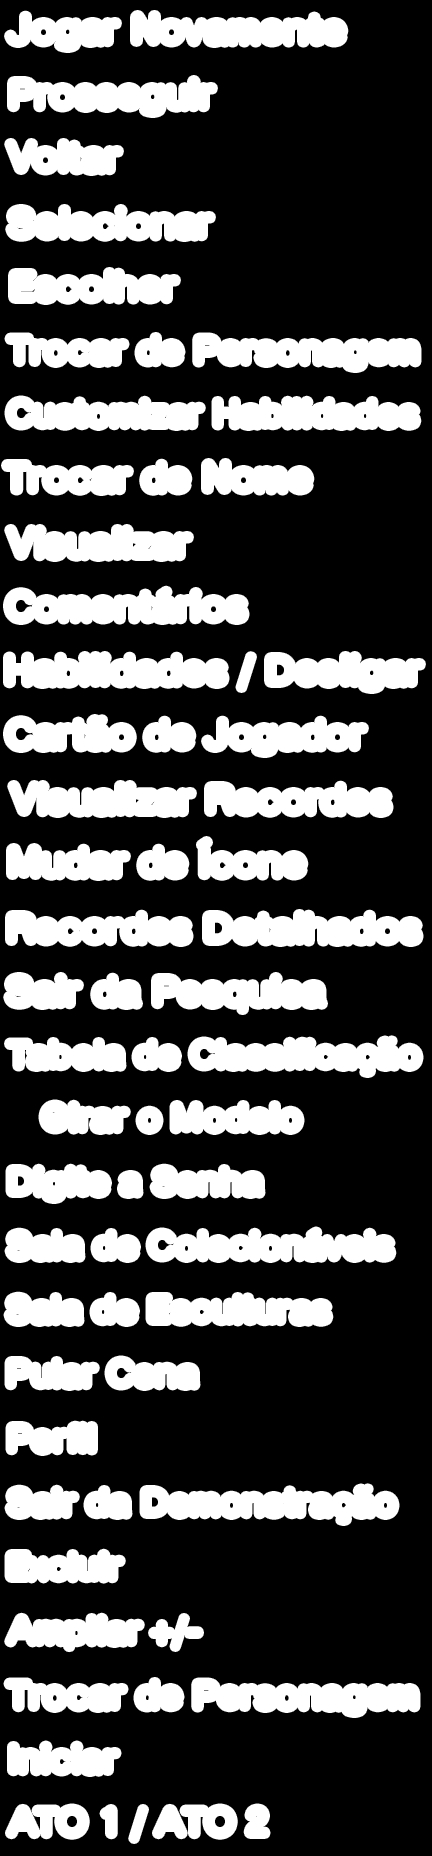 Jogar Novamente
Prosseguir
Voltar
Selecionar
Escolher
Trocar de Personagem
Customizar Habilidades
Trocar de Nome
Visualizar
Comentários
Habilidades / Desligar
Cartão de Jogador
Visualizar Recordes
Mudar de Ícone
Recordes Detalhados
Sair da Pesquisa
Tabela de Classificação
Girar o Modelo
Digite a Senha
Sala de Colecionáveis
Sala de Esculturas
Pular Cena
Perfil
Sair da Demonstração
Excluir
Ampliar +/-
Trocar de Personagem
Iniciar
ATO 1 / ATO 2